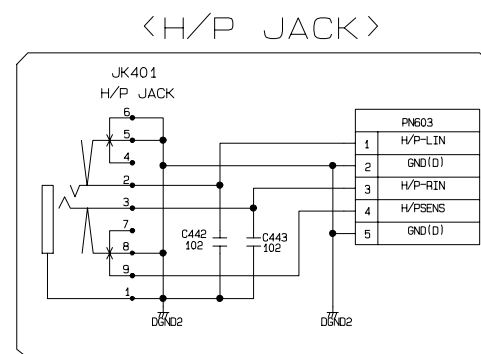 <H/P JACK>
JK401
H/P JACK
6
5
4
2
3
7
8
9
1
C442
102
C443
102
DGND2
DGND2
PN603
1 H/P-LIN
2 GND(D)
3 H/P-RIN
4 H/PSENS
5 GND(D)